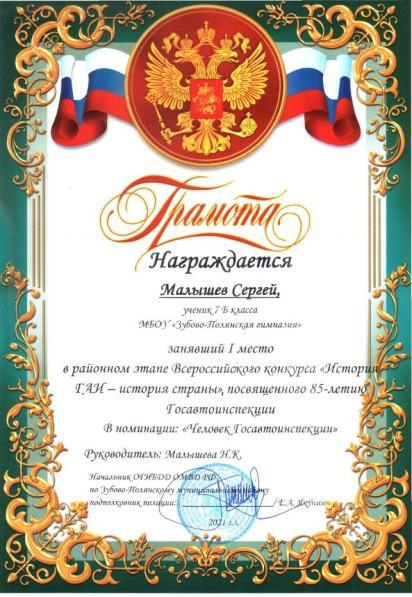 Грамота
Награждается
Малышев Сергей,
ученик 7 Б класса
МБОУ «Зубово-Полянская гимназия»
занявший I место
в районном этапе Всероссийского конкурса «История
ГАИ – история страны», посвященного 85-летию
Госавтоинспекции
В номинации: «Человек Госавтоинспекции»
Руководитель: Малышева Н.К.
Начальник ОГИБДД ОМВД РФ
по Зубово-Полянскому муниципальному району
подполковник полиции: / Е.А. Якунин
2021 г.